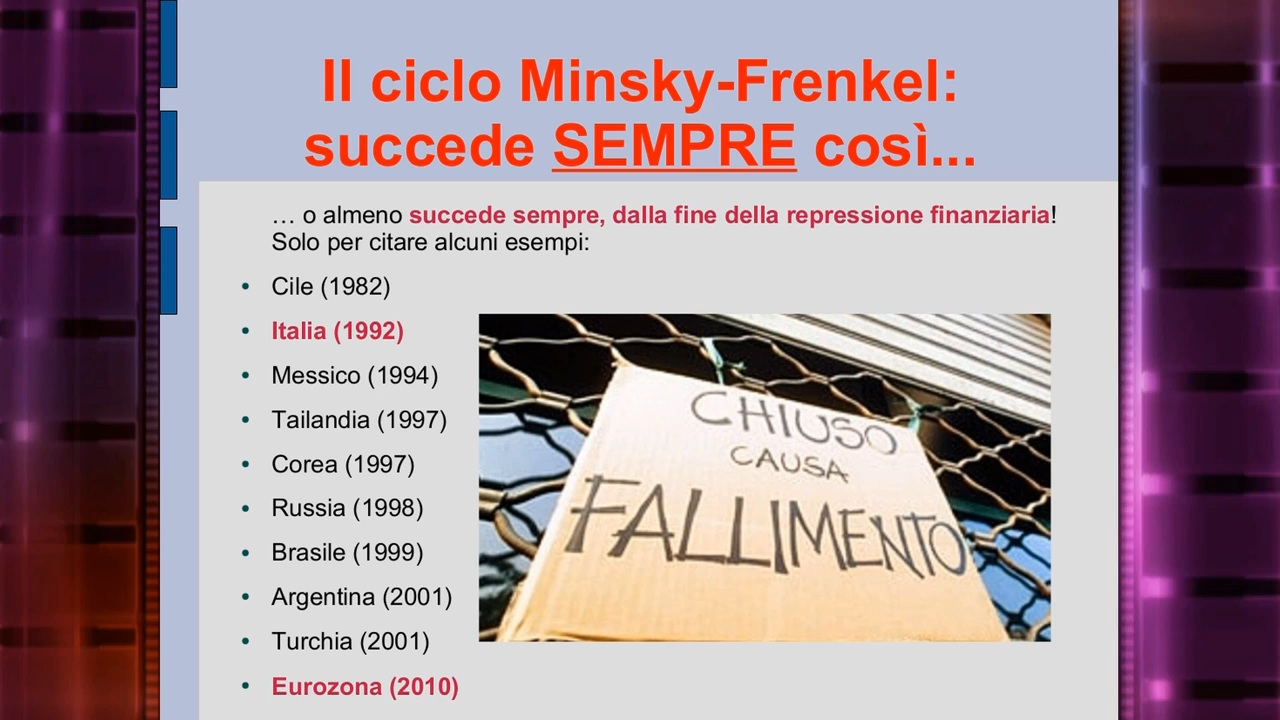 Il ciclo Minsky-Frenkel:
succede SEMPRE così...
… o almeno succede sempre, dalla fine della repressione finanziaria!
Solo per citare alcuni esempi:
• Cile (1982)
• Italia (1992)
• Messico (1994)
• Tailandia (1997)
• Corea (1997)
• Russia (1998)
• Brasile (1999)
• Argentina (2001)
• Turchia (2001)
• Eurozona (2010)
CHIUSO
CAUSA
FALLIMENTO